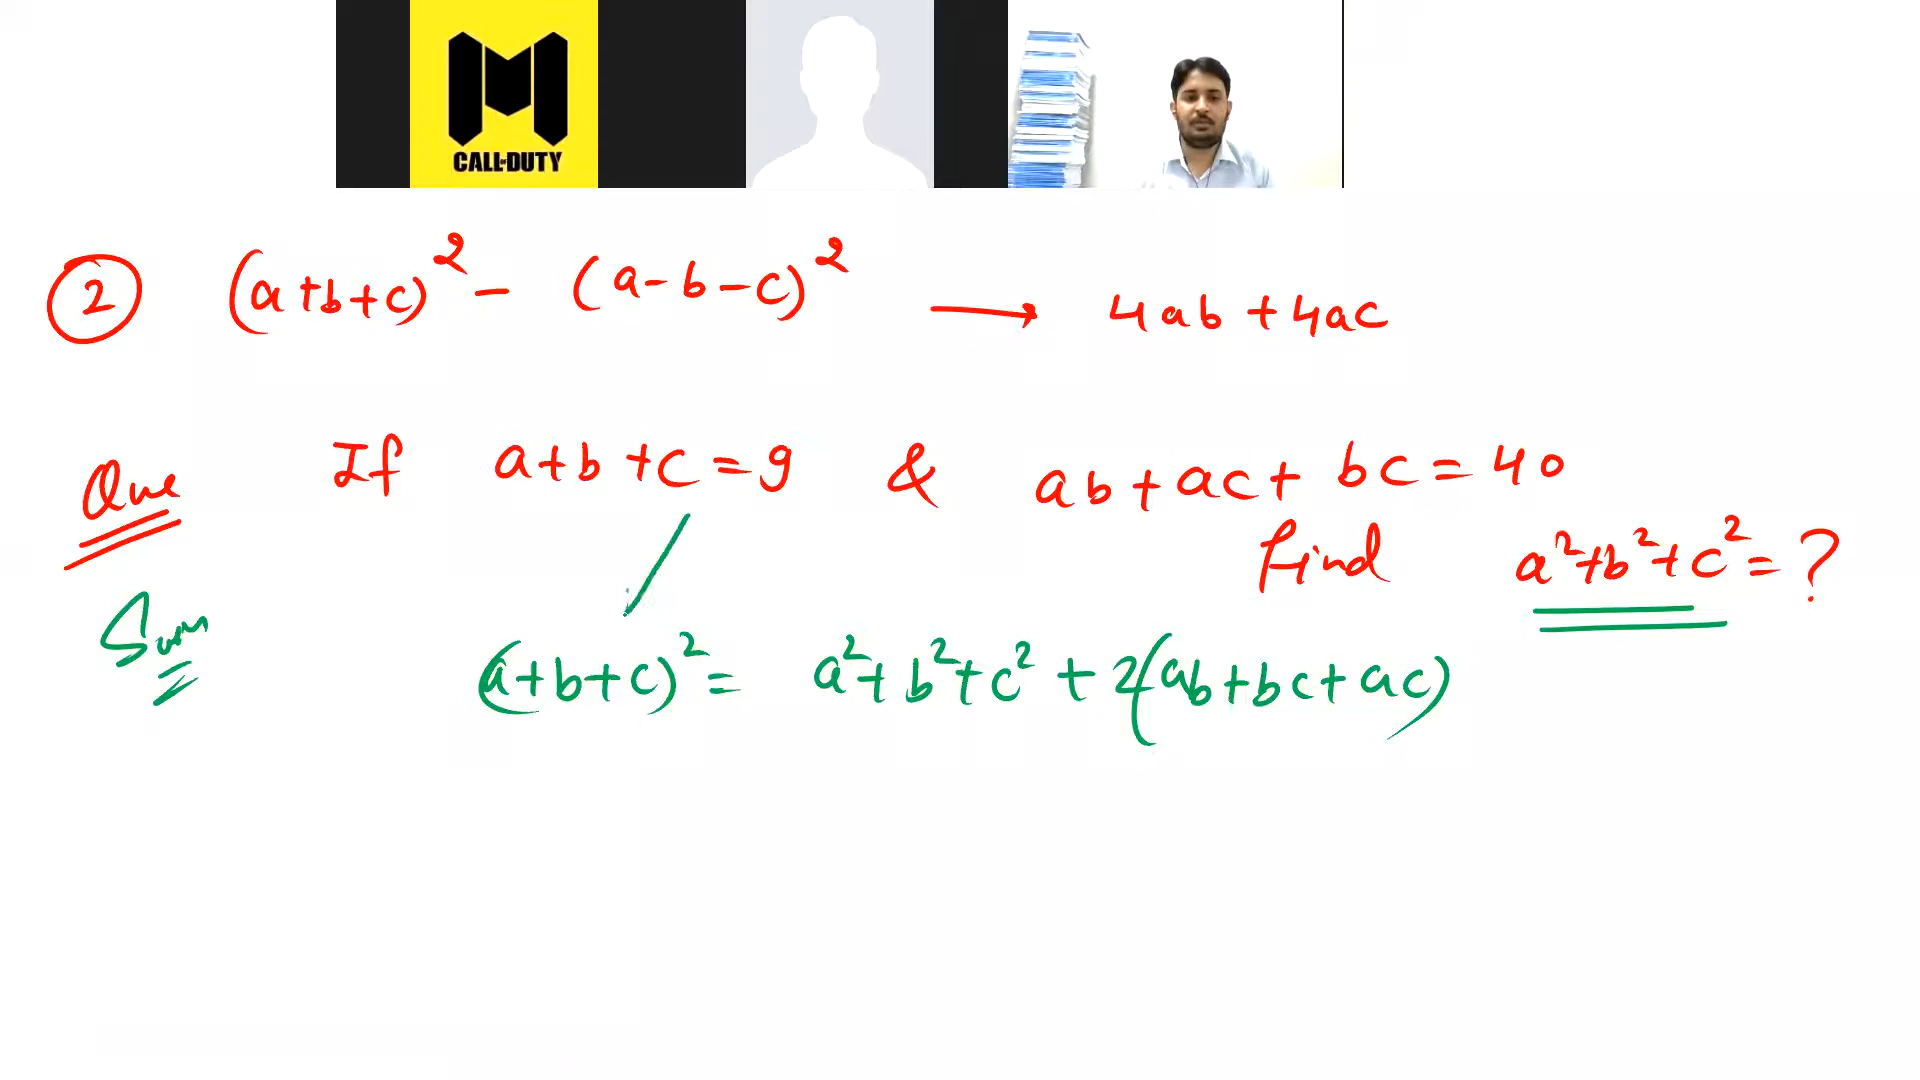 CALL OF DUTY
② (a+b+c)² - (a-b-c)² → 4ab+4ac
Que If a+b+c=9 & ab+ac+bc=40
find a²+b²+c²=?
(a+b+c)² = a²+b²+c²+2(ab+bc+ac)